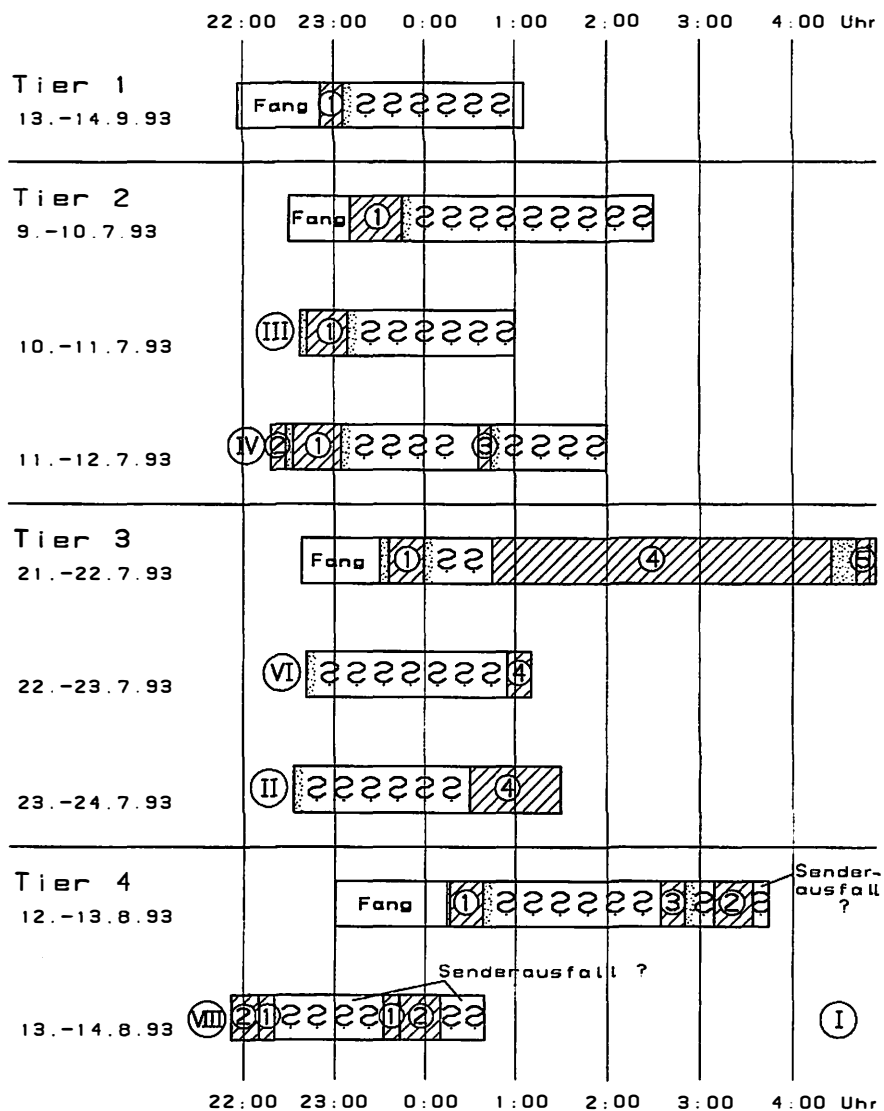 22:00 23:00 0:00 1:00 2:00 3:00 4:00 Uhr
Tier 1
13.-14.9.93
Fang 1
Tier 2
9.-10.7.93
Fang 1
10.-11.7.93
III 1
11.-12.7.93
IV 2 1 3
Tier 3
21.-22.7.93
Fang 1 4 5
22.-23.7.93
VI 4
23.-24.7.93
II 4
Tier 4
12.-13.8.93
Fang 1 3 2
Sender-
ausfall
?
Senderausfall ?
13.-14.8.93
VIII 2 1 1 2
I
22:00 23:00 0:00 1:00 2:00 3:00 4:00 Uhr